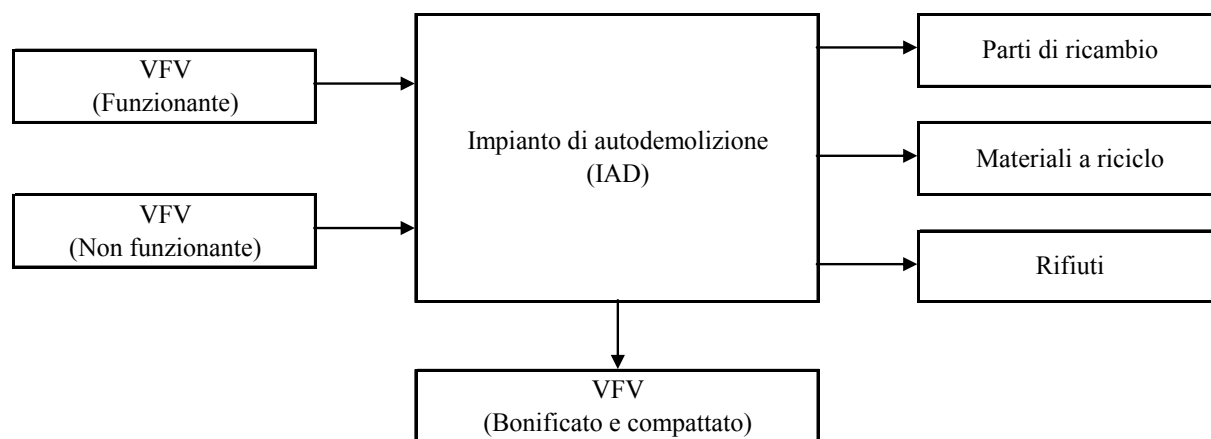 VFV
(Funzionante)
VFV
(Non funzionante)
Impianto di autodemolizione
(IAD)
Parti di ricambio
Materiali a riciclo
Rifiuti
VFV
(Bonificato e compattato)